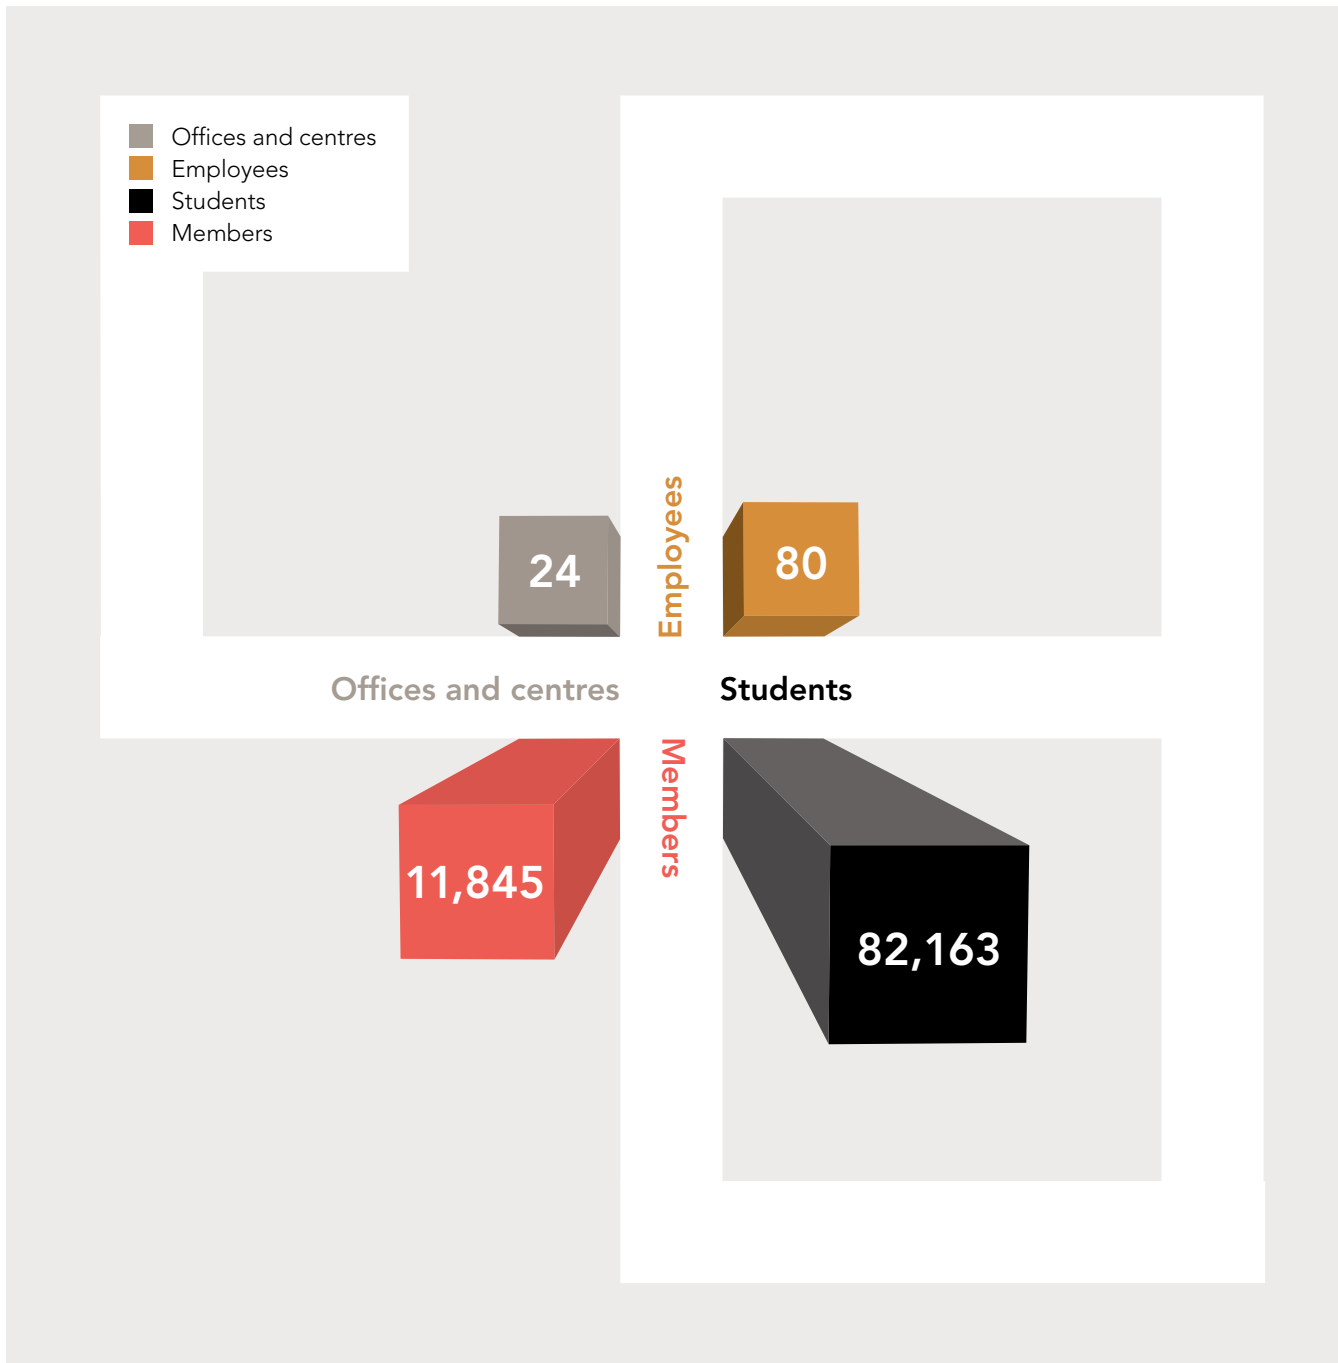 Offices and centres
Employees
Students
Members
Employees
24
80
Offices and centres
Students
Members
11,845
82,163